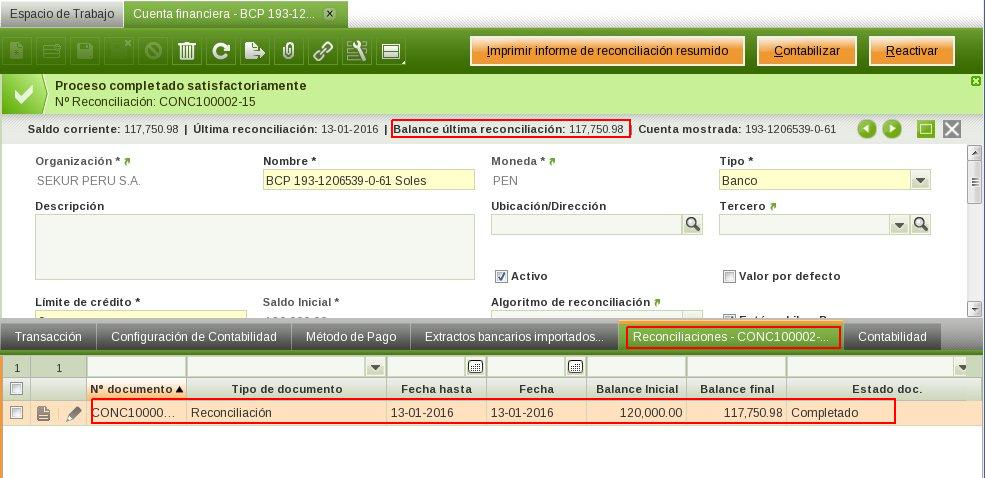 Espacio de Trabajo Cuenta financiera - BCP 193-12... x
Imprimir informe de reconciliación resumido Contabilizar Reactivar
Proceso completado satisfactoriamente
Nº Reconciliación: CONC100002-15
Saldo corriente: 117,750.98 | Última reconciliación: 13-01-2016 | Balance última reconciliación: 117,750.98 | Cuenta mostrada: 193-1206539-0-61
Organización * Nombre * Moneda * Tipo *
SEKUR PERU S.A. BCP 193-1206539-0-61 Soles PEN Banco
Descripción Ubicación/Dirección Tercero
Activo Valor por defecto
Límite de crédito * Saldo Inicial * Algoritmo de reconciliación
Transacción Configuración de Contabilidad Método de Pago Extractos bancarios importados... Reconciliaciones - CONC100002-... Contabilidad
1 1
Nº documento Tipo de documento Fecha hasta Fecha Balance Inicial Balance final Estado doc.
CONC10000... Reconciliación 13-01-2016 13-01-2016 120,000.00 117,750.98 Completado